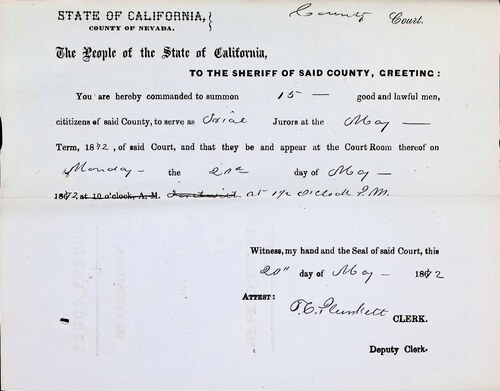 STATE OF CALIFORNIA,
COUNTY OF NEVADA.
County Court.
The People of the State of California,
TO THE SHERIFF OF SAID COUNTY, GREETING:
You are hereby commanded to summon 15 — good and lawful men,
cititizens of said County, to serve as Trial Jurors at the May —
Term, 1872, of said Court, and that they be and appear at the Court Room thereof on
Monday — the day of May —
1872 at 10 o'clock, A. M. at 1½ o'clock P.M.
Witness, my hand and the Seal of said Court, this
20" day of May — 1872
ATTEST:
T.C. Plunkett CLERK.
Deputy Clerk.